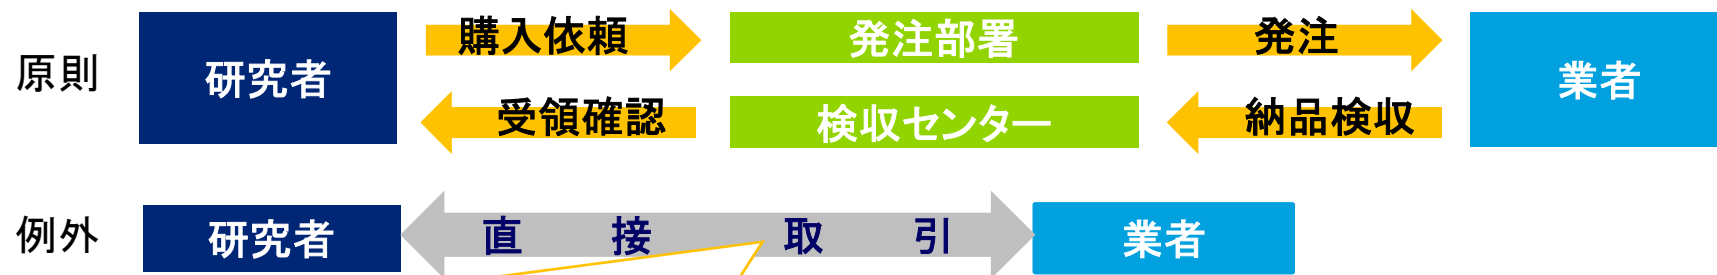 原則
研究者
購入依頼
発注部署
発注
業者
受領確認
検収センター
納品検収
例外
研究者
直接取引
業者